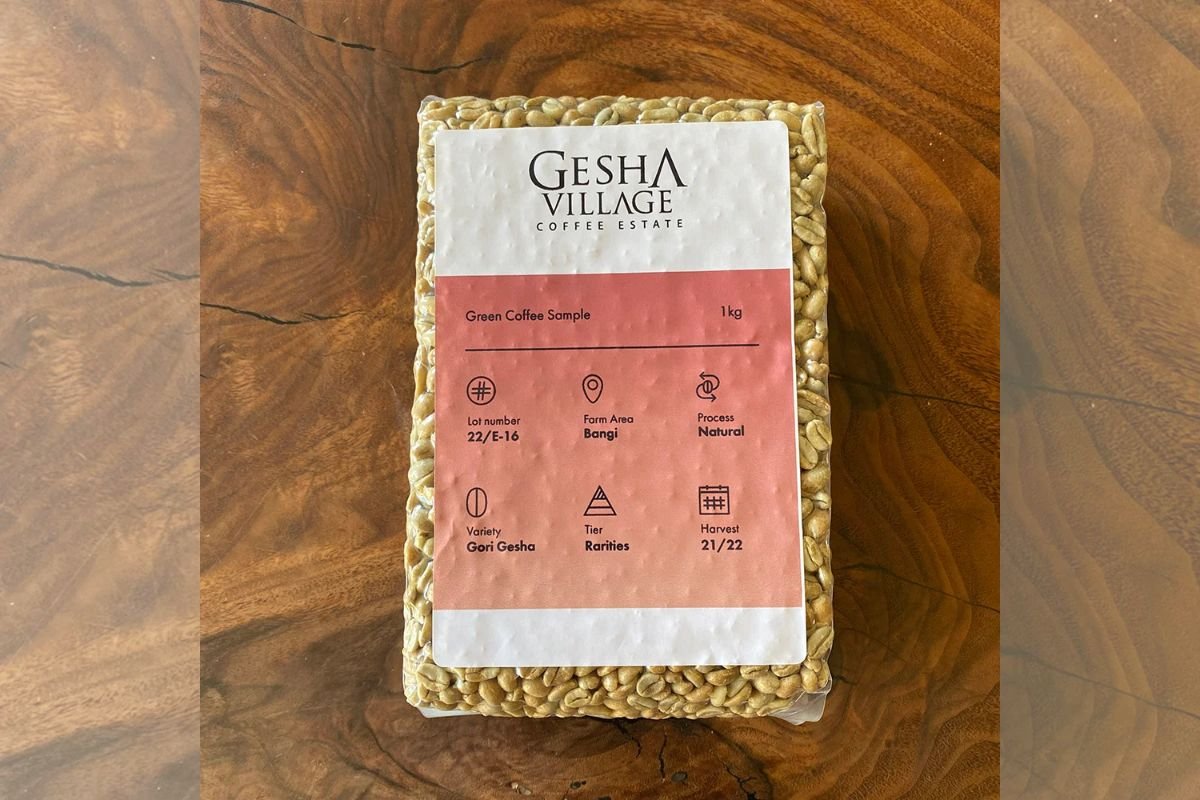 GESHA
VILLAGE
COFFEE ESTATE
Green Coffee Sample 1kg
Lot number Farm Area Process
22/E-16 Bangi Natural
Variety Tier Harvest
Gori Gesha Rarities 21/22